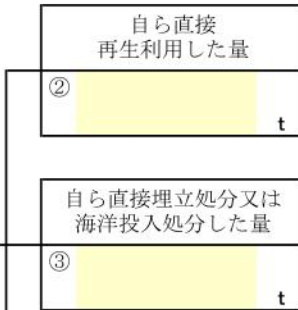 自ら直接
再生利用した量
②
t
自ら直接埋立処分又は
海洋投入処分した量
③
t